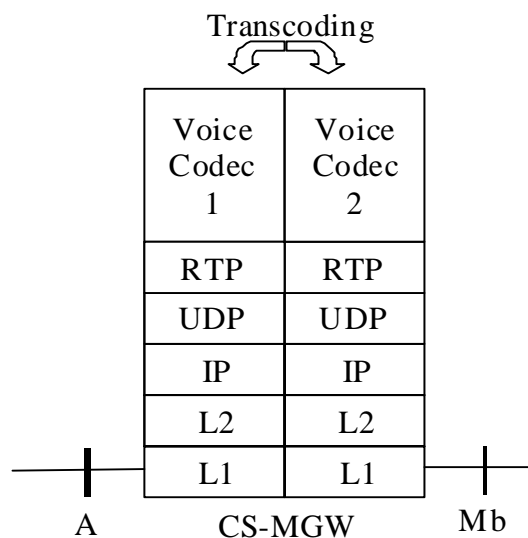 Transcoding
Voice Voice
Codec Codec
1 2
RTP RTP
UDP UDP
IP IP
L2 L2
L1 L1
A CS-MGW Mb